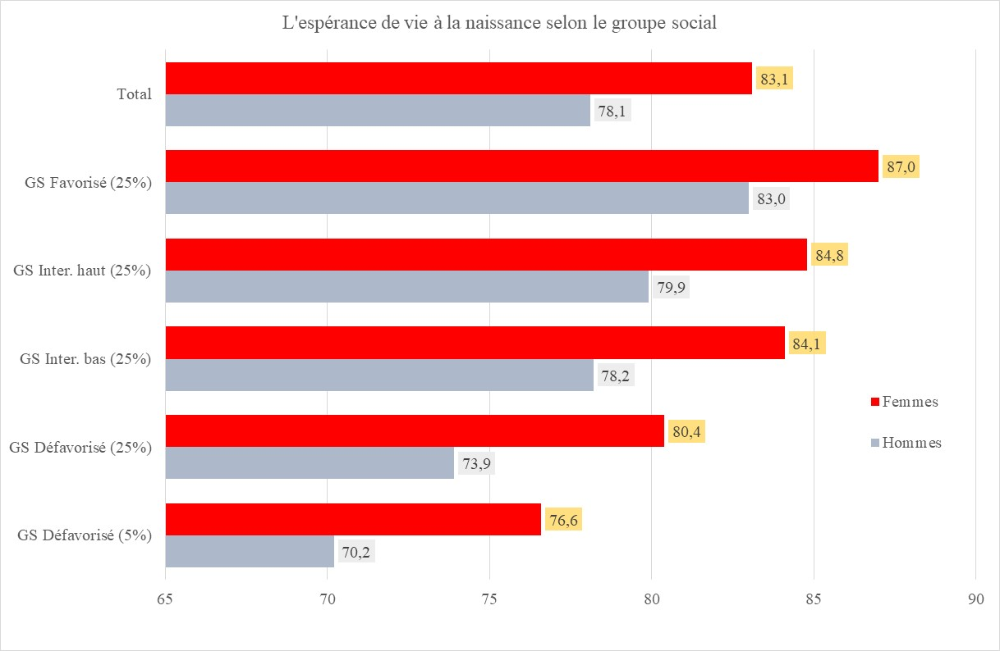 L'espérance de vie à la naissance selon le groupe social
Total
83,1
78,1
GS Favorisé (25%)
87,0
83,0
GS Inter. haut (25%)
84,8
79,9
GS Inter. bas (25%)
84,1
78,2
GS Défavorisé (25%)
80,4
73,9
GS Défavorisé (5%)
76,6
70,2
Femmes
Hommes
65 70 75 80 85 90